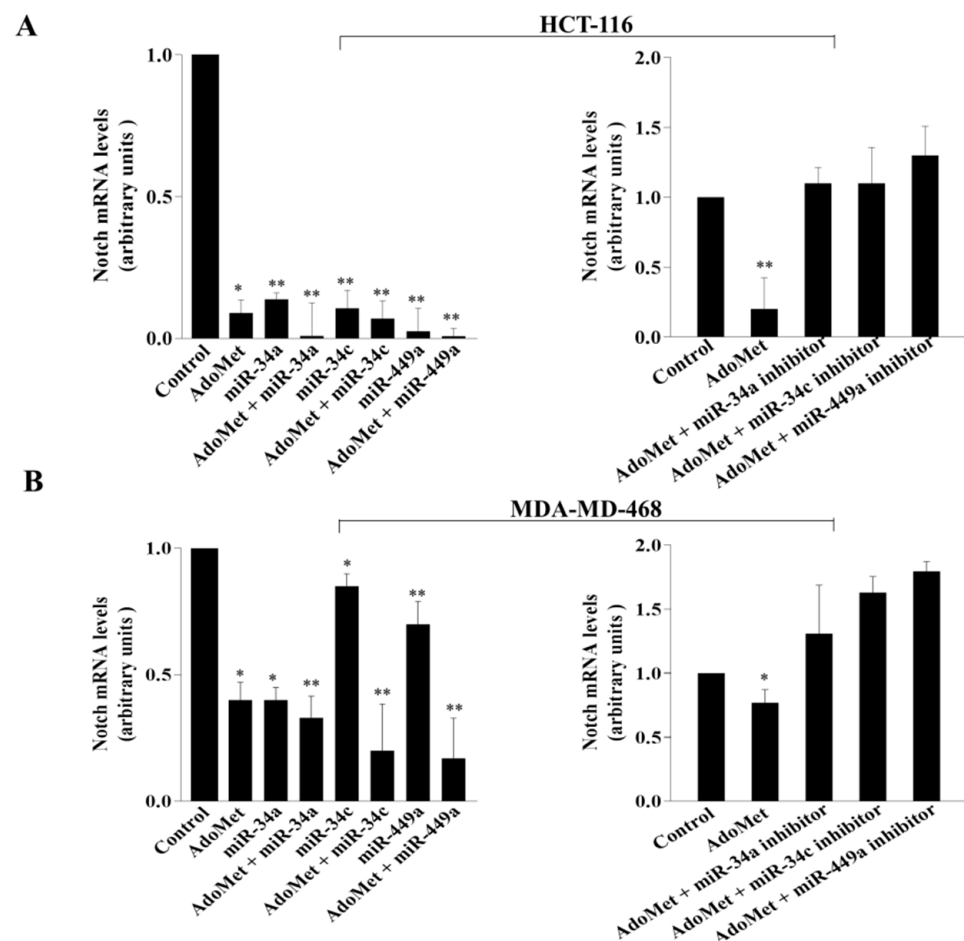 A
HCT-116
Notch mRNA levels
(arbitrary units )
1.0
0.5
0.0
*
**
**
**
**
**
**
Control
AdoMet
miR-34a
AdoMet + miR-34a
miR-34c
AdoMet + miR-34c
miR-449a
AdoMet + miR-449a
Notch mRNA levels
(arbitrary units )
2.0
1.5
1.0
0.5
0.0
**
Control
AdoMet
AdoMet + miR-34a inhibitor
AdoMet + miR-34c inhibitor
AdoMet + miR-449a inhibitor
B
MDA-MD-468
Notch mRNA levels
(arbitrary units )
1.0
0.5
0.0
*
*
**
*
**
**
**
Control
AdoMet
miR-34a
AdoMet + miR-34a
miR-34c
AdoMet + miR-34c
miR-449a
AdoMet + miR-449a
Notch mRNA levels
(arbitrary units )
2.0
1.5
1.0
0.5
0.0
*
Control
AdoMet
AdoMet + miR-34a inhibitor
AdoMet + miR-34c inhibitor
AdoMet + miR-449a inhibitor